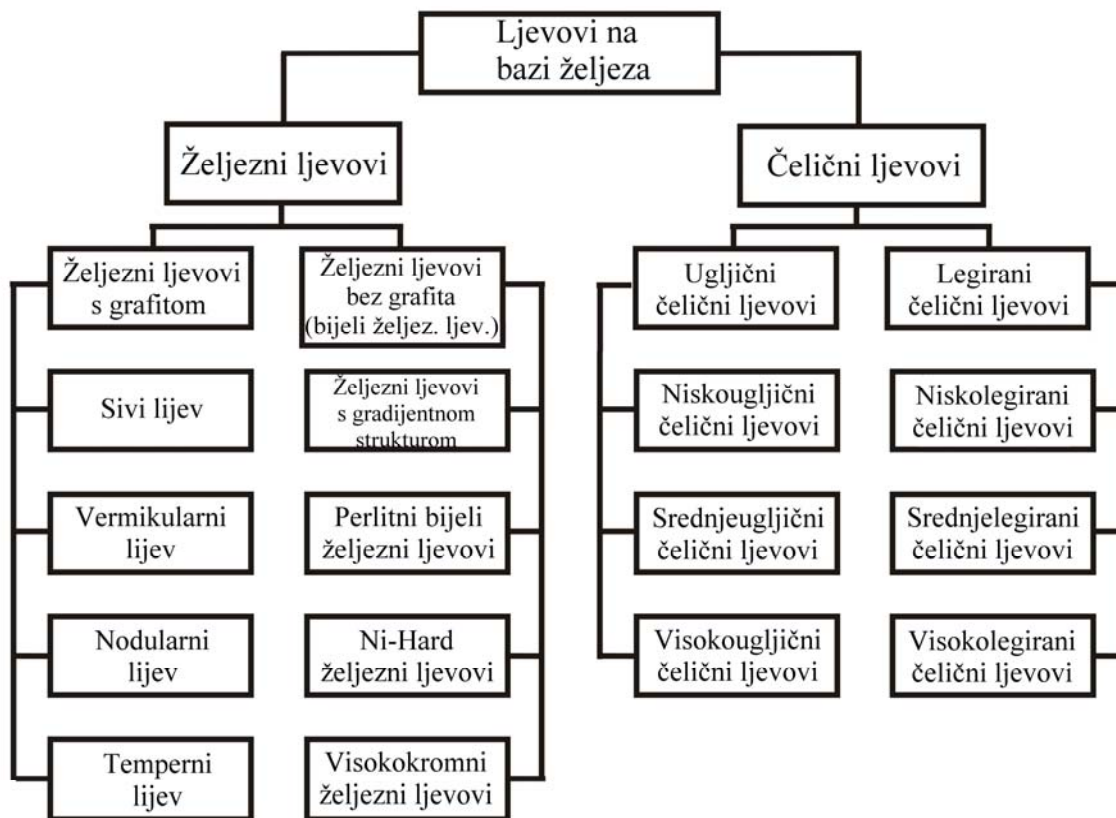 Ljevovi na
bazi željeza
Željezni ljevovi
Čelični ljevovi
Željezni ljevovi
s grafitom
Željezni ljevovi
bez grafita
(bijeli željez. ljev.)
Ugljični
čelični ljevovi
Legirani
čelični ljevovi
Sivi lijev
Željezni ljevovi
s gradijentnom
strukturom
Niskougljični
čelični ljevovi
Niskolegirani
čelični ljevovi
Vermikularni
lijev
Perlitni bijeli
željezni ljevovi
Srednjeugljični
čelični ljevovi
Srednjelegirani
čelični ljevovi
Nodularni
lijev
Ni-Hard
željezni ljevovi
Visokougljični
čelični ljevovi
Visokolegirani
čelični ljevovi
Temperni
lijev
Visokokromni
željezni ljevovi